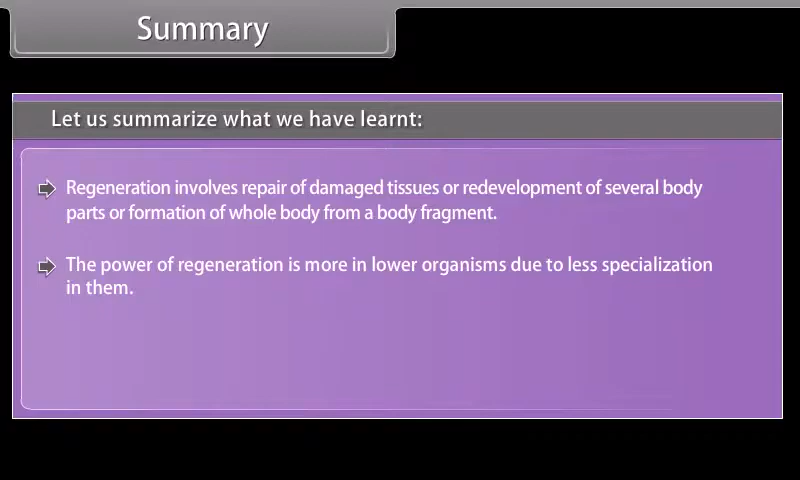 Summary
Let us summarize what we have learnt:
Regeneration involves repair of damaged tissues or redevelopment of several body
parts or formation of whole body from a body fragment.
The power of regeneration is more in lower organisms due to less specialization
in them.